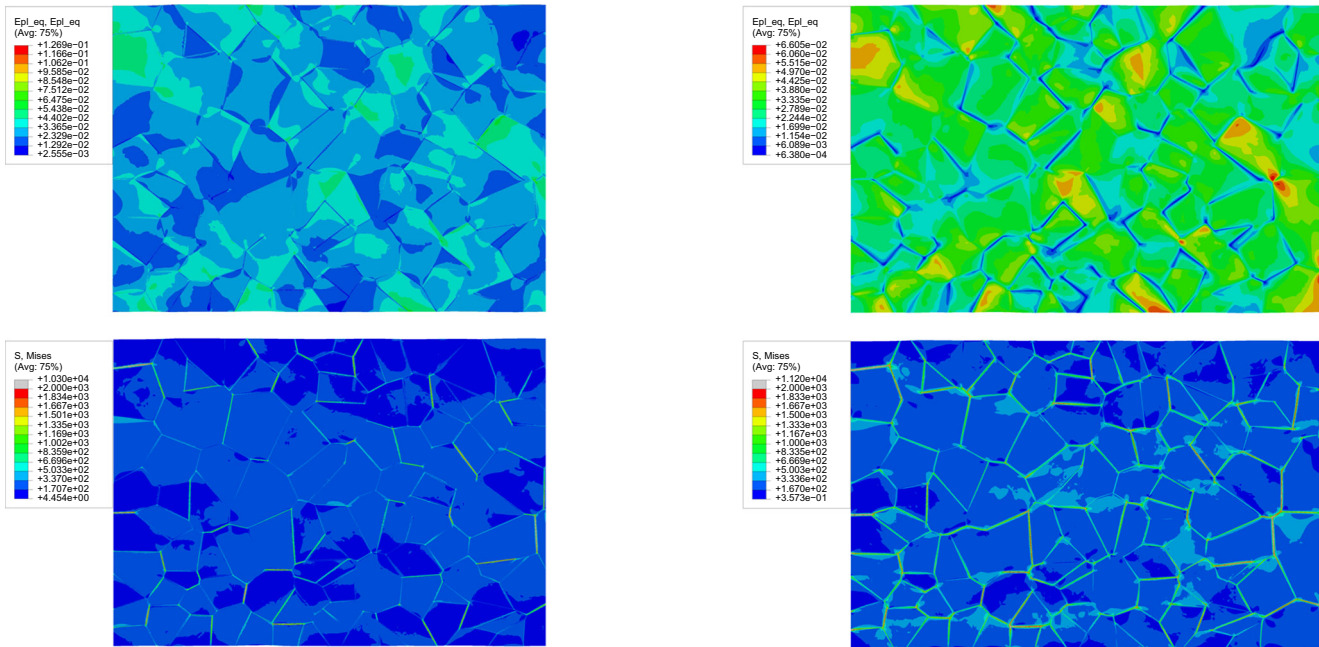 Epl_eq, Epl_eq
(Avg: 75%)
+1.269e−01
+1.166e−01
+1.062e−01
+9.585e−02
+8.548e−02
+7.512e−02
+6.475e−02
+5.438e−02
+4.402e−02
+3.365e−02
+2.329e−02
+1.292e−02
+2.555e−03
Epl_eq, Epl_eq
(Avg: 75%)
+6.605e−02
+6.060e−02
+5.515e−02
+4.970e−02
+4.425e−02
+3.880e−02
+3.335e−02
+2.789e−02
+2.244e−02
+1.699e−02
+1.154e−02
+6.089e−03
+6.380e−04
S, Mises
(Avg: 75%)
+1.030e+04
+2.000e+03
+1.834e+03
+1.667e+03
+1.501e+03
+1.335e+03
+1.169e+03
+1.002e+03
+8.359e+02
+6.696e+02
+5.033e+02
+3.370e+02
+1.707e+02
+4.454e+00
S, Mises
(Avg: 75%)
+1.120e+04
+2.000e+03
+1.833e+03
+1.667e+03
+1.500e+03
+1.333e+03
+1.167e+03
+1.000e+03
+8.335e+02
+6.669e+02
+5.003e+02
+3.336e+02
+1.670e+02
+3.573e−01